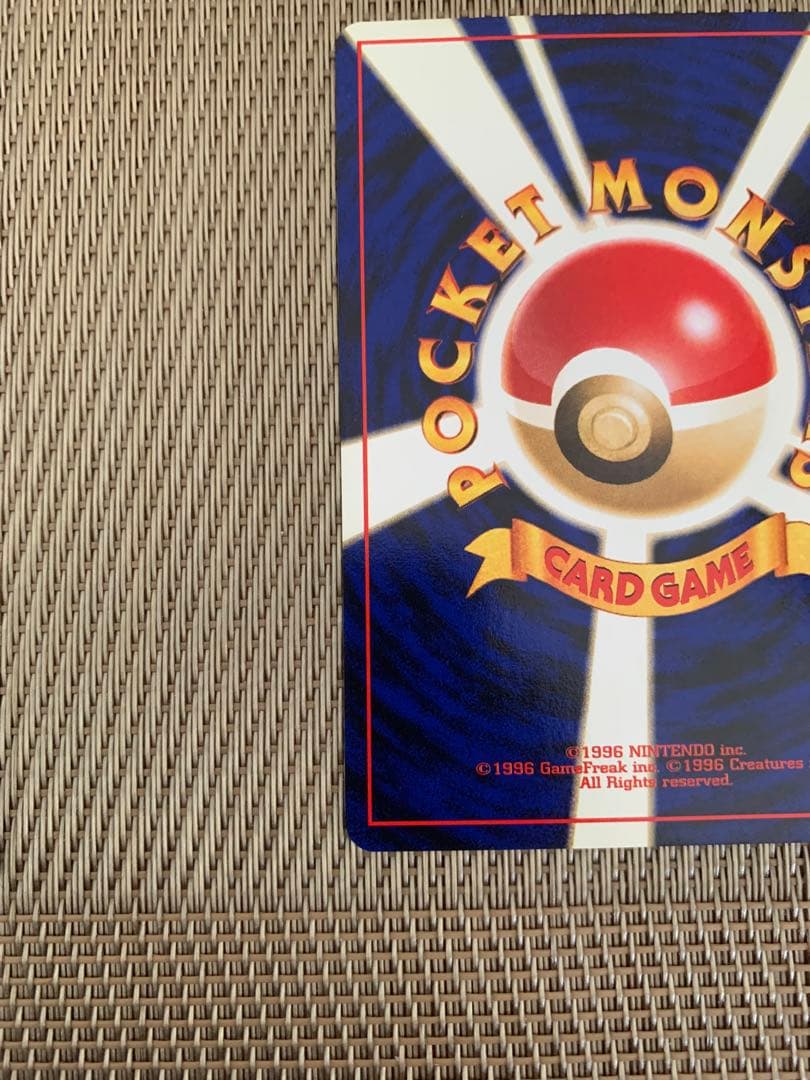 POCKET MONS
CARD GAME
©1996 NINTENDO inc.
©1996 GameFreak inc. ©1996 Creatures
All Rights reserved.